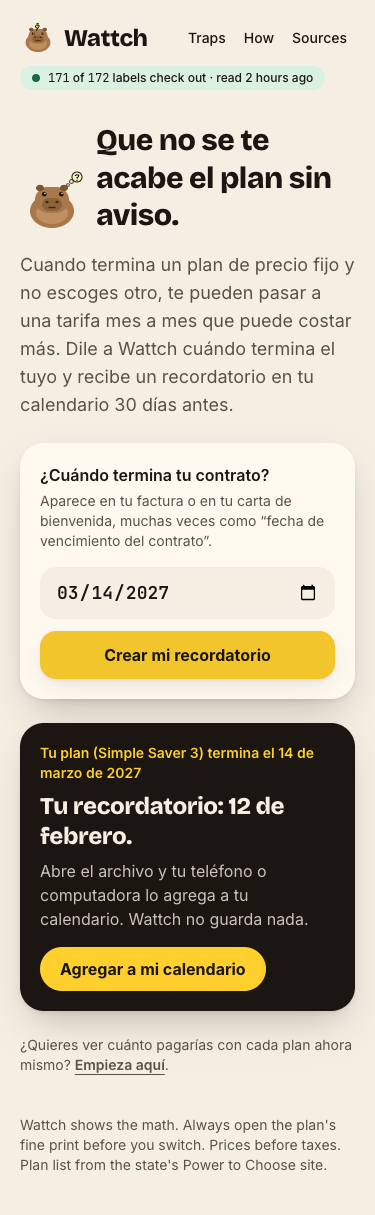 Wattch
Traps How Sources
171 of 172 labels check out · read 2 hours ago
?
Que no se te
acabe el plan sin
aviso.
Cuando termina un plan de precio fijo y
no escoges otro, te pueden pasar a
una tarifa mes a mes que puede costar
más. Dile a Wattch cuándo termina el
tuyo y recibe un recordatorio en tu
calendario 30 días antes.
¿Cuándo termina tu contrato?
Aparece en tu factura o en tu carta de
bienvenida, muchas veces como “fecha de
vencimiento del contrato”.
03/14/2027
Crear mi recordatorio
Tu plan (Simple Saver 3) termina el 14 de
marzo de 2027
Tu recordatorio: 12 de
febrero.
Abre el archivo y tu teléfono o
computadora lo agrega a tu
calendario. Wattch no guarda nada.
Agregar a mi calendario
¿Quieres ver cuánto pagarías con cada plan ahora
mismo? Empieza aquí.
Wattch shows the math. Always open the plan's
fine print before you switch. Prices before taxes.
Plan list from the state's Power to Choose site.